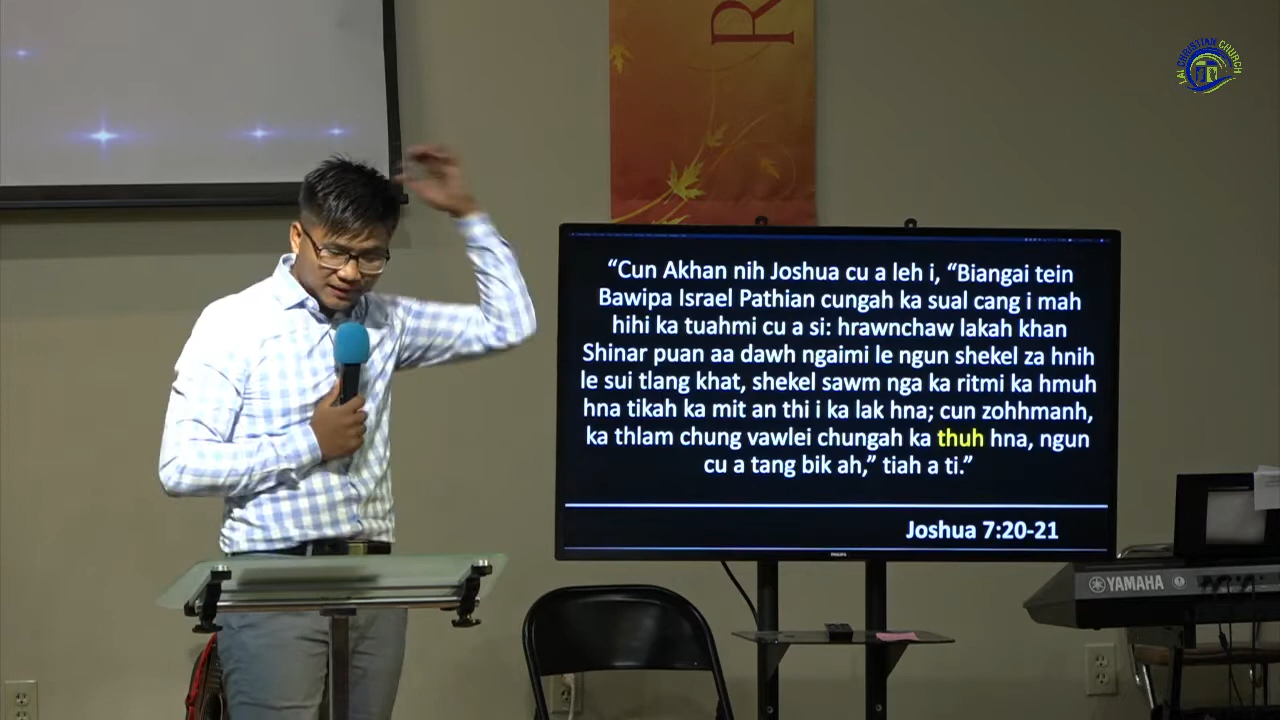 R
LAI CHRISTIAN CHURCH
“Cun Akhan nih Joshua cu a leh i, “Biangai tein
Bawipa Israel Pathian cungah ka sual cang i mah
hihi ka tuahmi cu a si: hrawnchaw lakah khan
Shinar puan aa dawh ngaimi le ngun shekel za hnih
le sui tlang khat, shekel sawm nga ka ritmi ka hmuh
hna tikah ka mit an thi i ka lak hna; cun zohhmanh,
ka thlam chung vawlei chungah ka thuh hna, ngun
cu a tang bik ah,” tiah a ti.”
Joshua 7:20-21
PHILIPS
YAMAHA